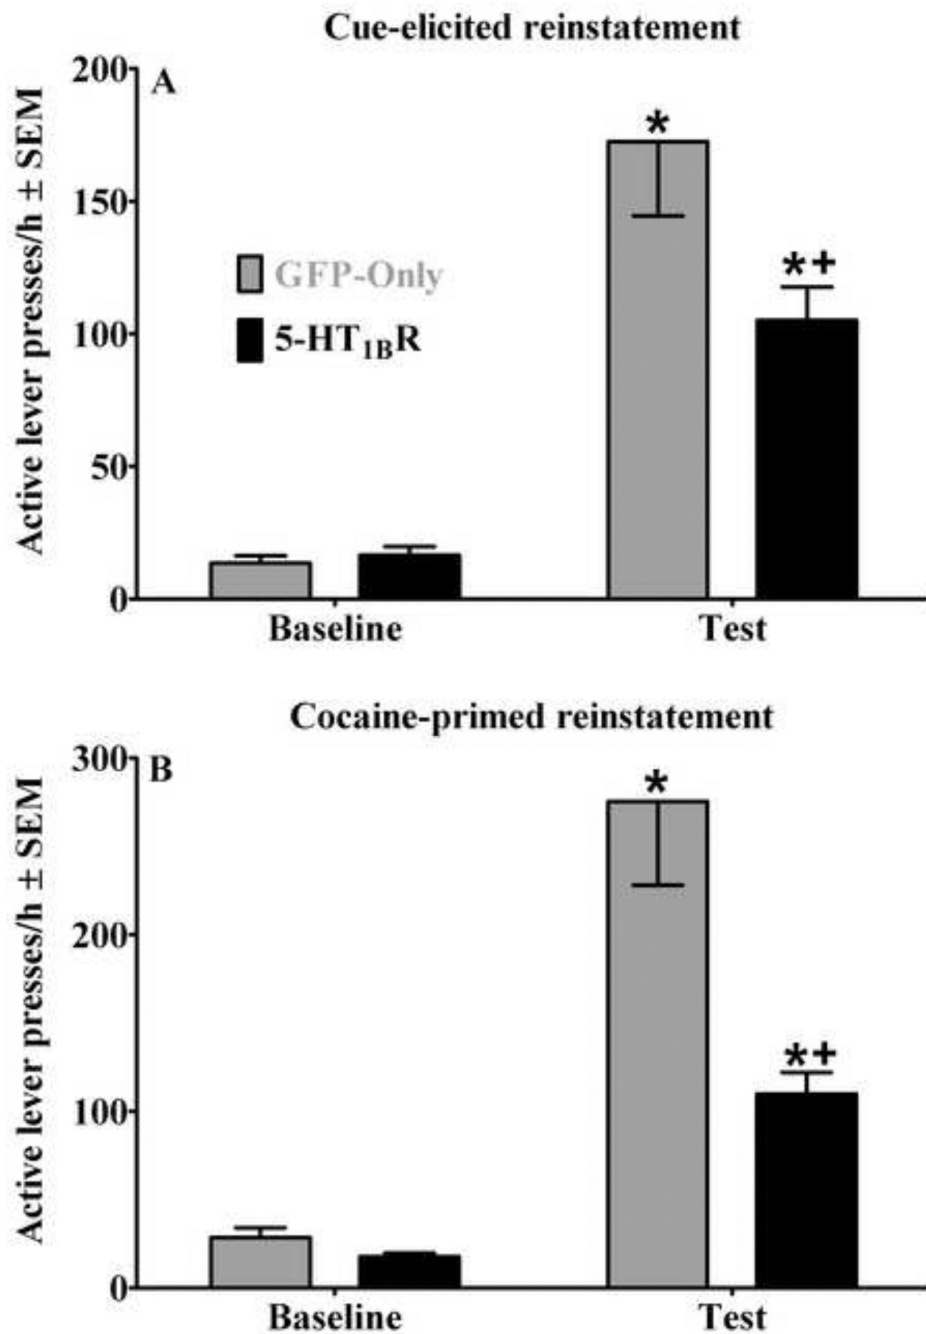 Cue-elicited reinstatement
A
Active lever presses/h ± SEM
200
150
100
50
0
GFP-Only
5-HT₁ᴮR
*
*+
Baseline Test
Cocaine-primed reinstatement
B
Active lever presses/h ± SEM
300
200
100
0
*
*+
Baseline Test